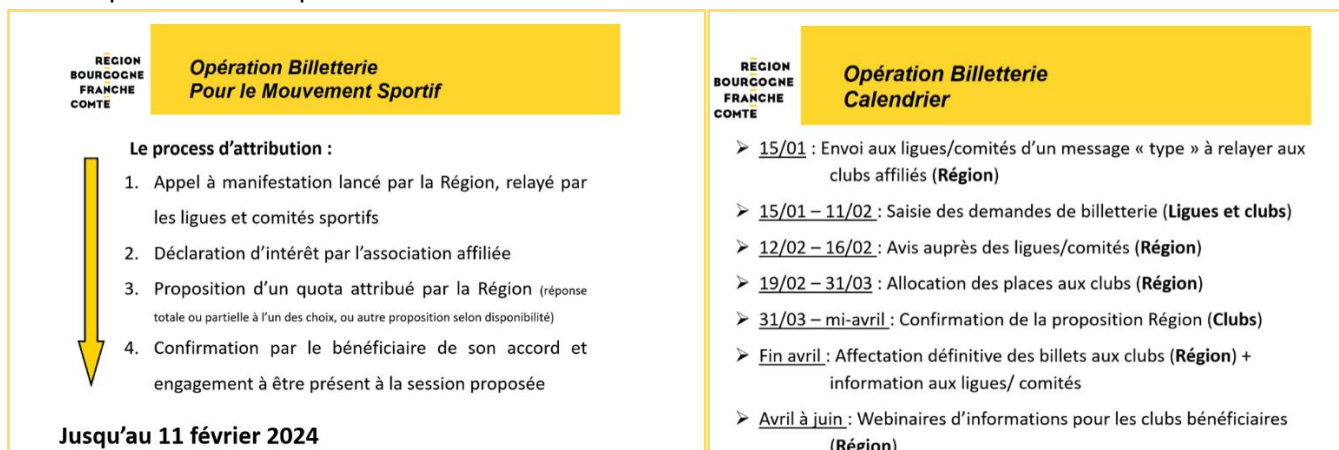 RÉGION
BOURGOGNE
FRANCHE
COMTE
Opération Billetterie
Pour le Mouvement Sportif
Le process d'attribution :
1. Appel à manifestation lancé par la Région, relayé par
les ligues et comités sportifs
2. Déclaration d'intérêt par l'association affiliée
3. Proposition d'un quota attribué par la Région (réponse
totale ou partielle à l'un des choix, ou autre proposition selon disponibilité)
4. Confirmation par le bénéficiaire de son accord et
engagement à être présent à la session proposée
Jusqu'au 11 février 2024
RÉGION
BOURGOGNE
FRANCHE
COMTE
Opération Billetterie
Calendrier
➢ 15/01 : Envoi aux ligues/comités d'un message « type » à relayer aux
clubs affiliés (Région)
➢ 15/01 – 11/02 : Saisie des demandes de billetterie (Ligues et clubs)
➢ 12/02 – 16/02 : Avis auprès des ligues/comités (Région)
➢ 19/02 – 31/03 : Allocation des places aux clubs (Région)
➢ 31/03 – mi-avril : Confirmation de la proposition Région (Clubs)
➢ Fin avril : Affectation définitive des billets aux clubs (Région) +
information aux ligues/ comités
➢ Avril à juin : Webinaires d'informations pour les clubs bénéficiaires
(Région)